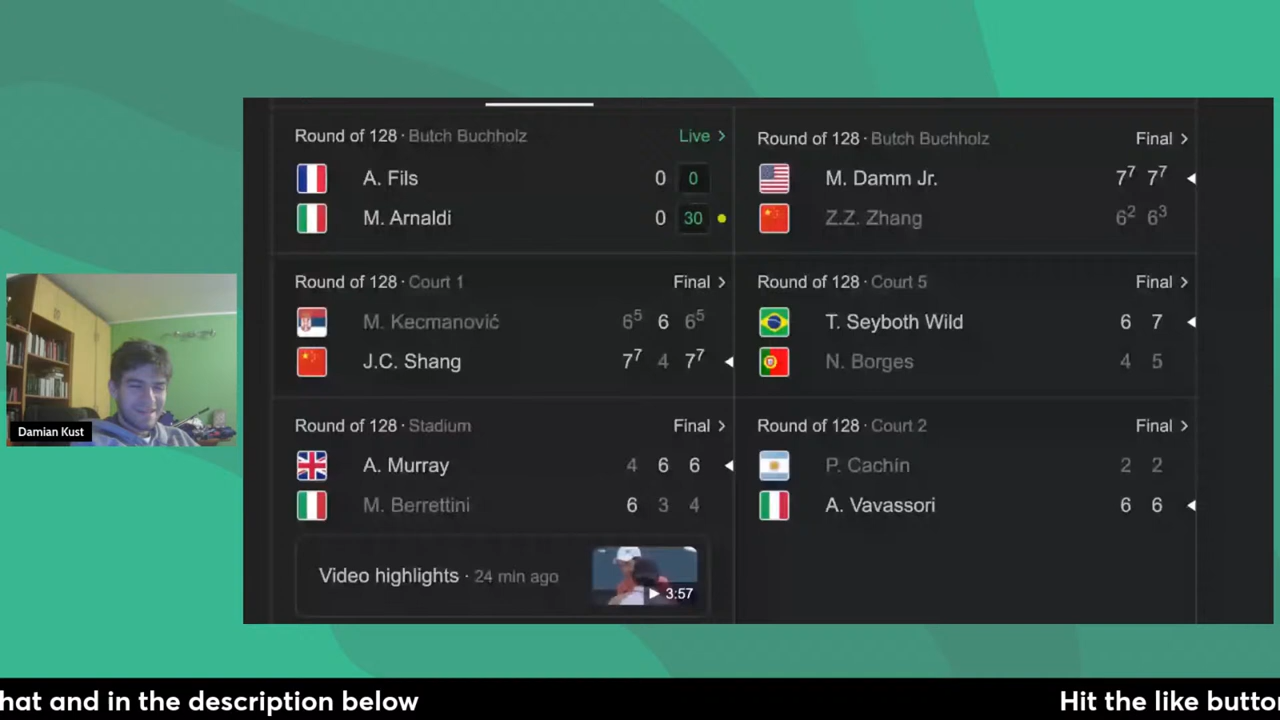 Round of 128 · Butch Buchholz Live >
A. Fils 0 0
M. Arnaldi 0 30
Round of 128 · Butch Buchholz Final >
M. Damm Jr. 7⁷ 7⁷
Z.Z. Zhang 6² 6³
Round of 128 · Court 1 Final >
M. Kecmanović 6⁵ 6 6⁵
J.C. Shang 7⁷ 4 7⁷
Round of 128 · Court 5 Final >
T. Seyboth Wild 6 7
N. Borges 4 5
Round of 128 · Stadium Final >
A. Murray 4 6 6
M. Berrettini 6 3 4
Round of 128 · Court 2 Final >
P. Cachin 2 2
A. Vavassori 6 6
Video highlights · 24 min ago
3:57
Damian Kust
hat and in the description below Hit the like button